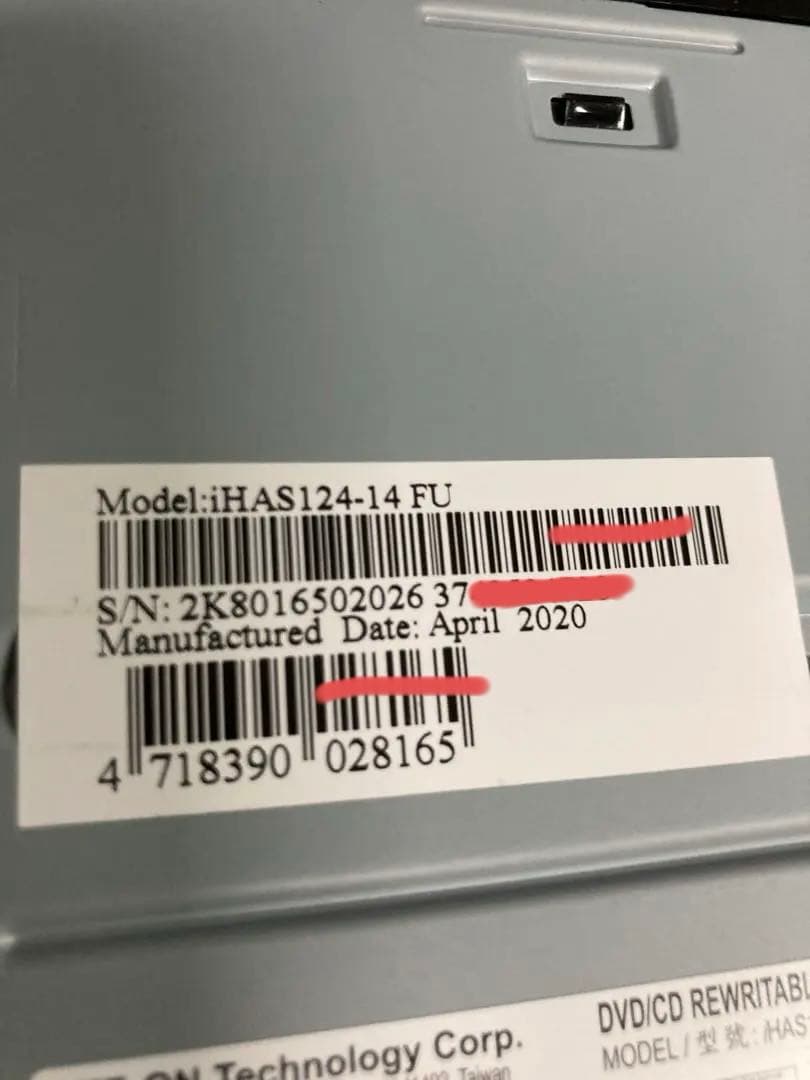 Model:iHAS124-14 FU
S/N: 2K8016502026 37
Manufactured Date: April 2020
4 718390 028165
DVD/CD REWRITABL
ON Technology Corp.
MODEL / 型 號 : iHAS
Taiwan